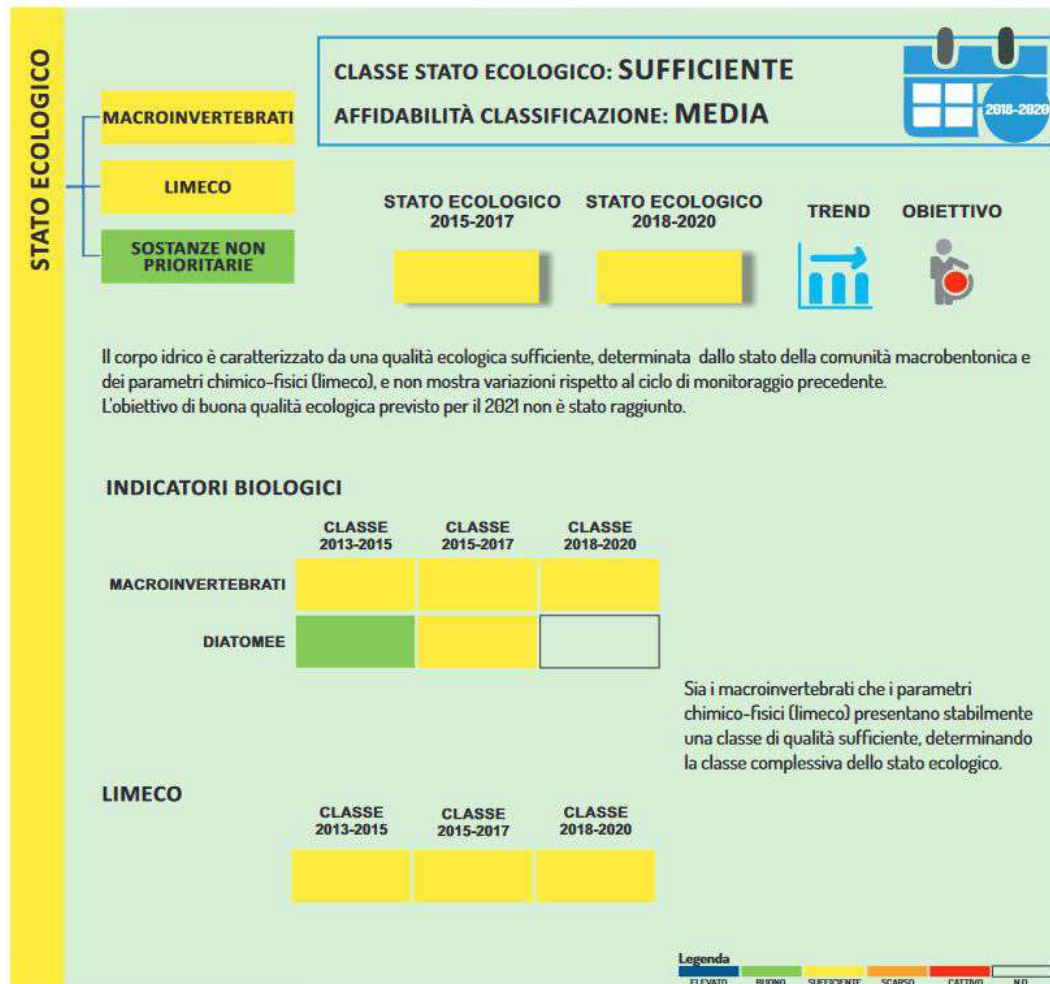 STATO ECOLOGICO
CLASSE STATO ECOLOGICO: SUFFICIENTE
AFFIDABILITÀ CLASSIFICAZIONE: MEDIA
2018-2020
MACROINVERTEBRATI
LIMECO
SOSTANZE NON
PRIORITARIE
STATO ECOLOGICO
2015-2017
STATO ECOLOGICO
2018-2020
TREND
OBIETTIVO
Il corpo idrico è caratterizzato da una qualità ecologica sufficiente, determinata dallo stato della comunità macrobentonica e
dei parametri chimico-fisici (limeco), e non mostra variazioni rispetto al ciclo di monitoraggio precedente.
L'obiettivo di buona qualità ecologica previsto per il 2021 non è stato raggiunto.
INDICATORI BIOLOGICI
CLASSE
2013-2015
CLASSE
2015-2017
CLASSE
2018-2020
MACROINVERTEBRATI
DIATOMEE
Sia i macroinvertebrati che i parametri
chimico-fisici (limeco) presentano stabilmente
una classe di qualità sufficiente, determinando
la classe complessiva dello stato ecologico.
LIMECO
CLASSE
2013-2015
CLASSE
2015-2017
CLASSE
2018-2020
Legenda
ELEVATO BUONO SUFFICIENTE SCARSO CATTIVO N.D.